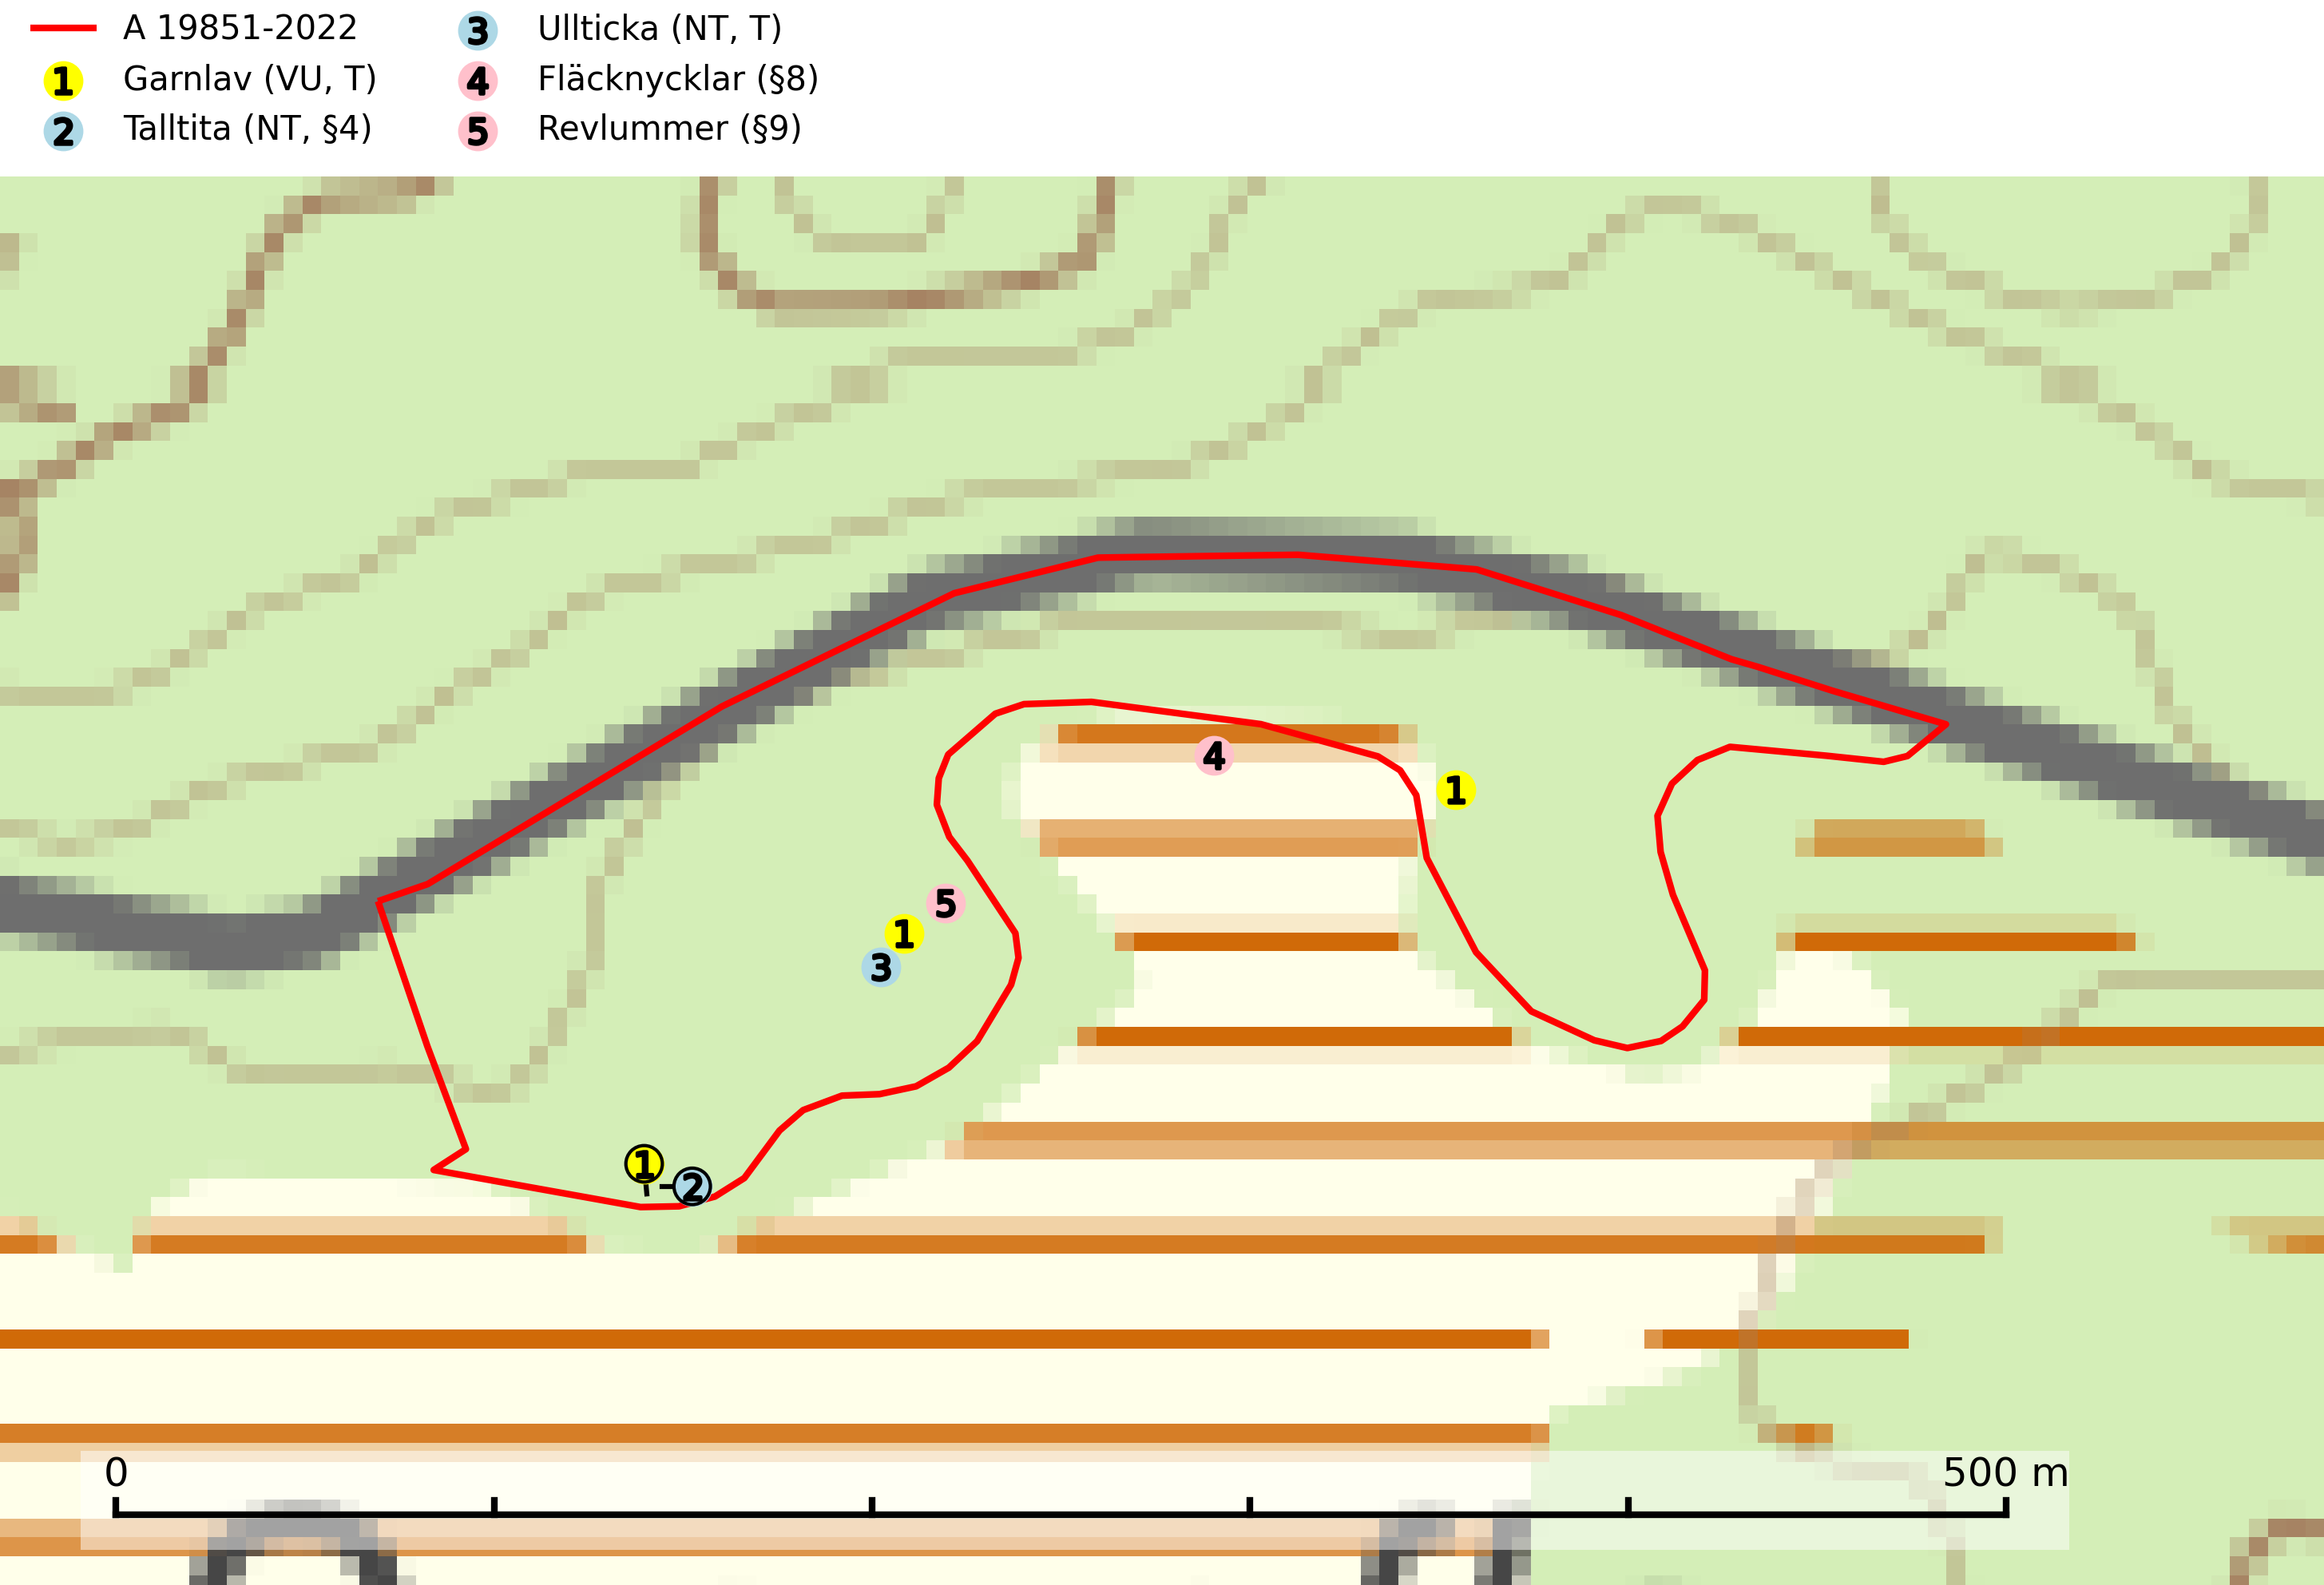 A 19851-2022
1 Garnlav (VU, T)
2 Talltita (NT, §4)
3 Ullticka (NT, T)
4 Fläcknycklar (§8)
5 Revlummer (§9)
4
1
5
1
3
1
2
0 500 m